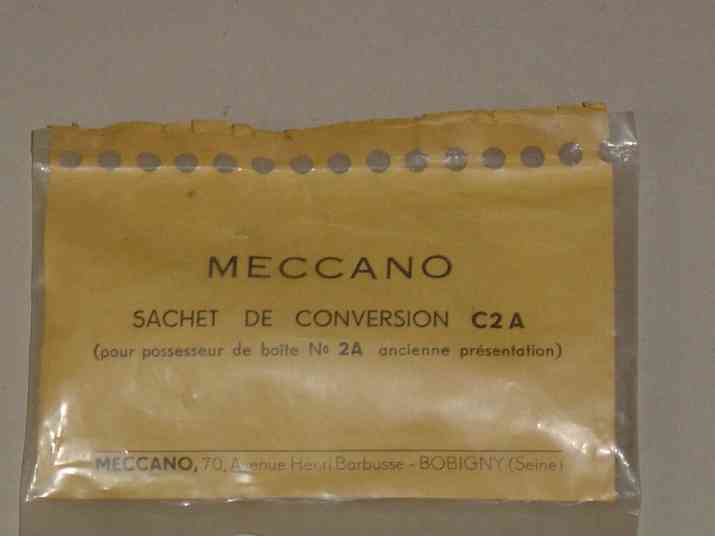 MECCANO
SACHET DE CONVERSION C2A
(pour possesseur de boîte No 2A ancienne présentation)
MECCANO, 70, Avenue Henri Barbusse - BOBIGNY (Seine)